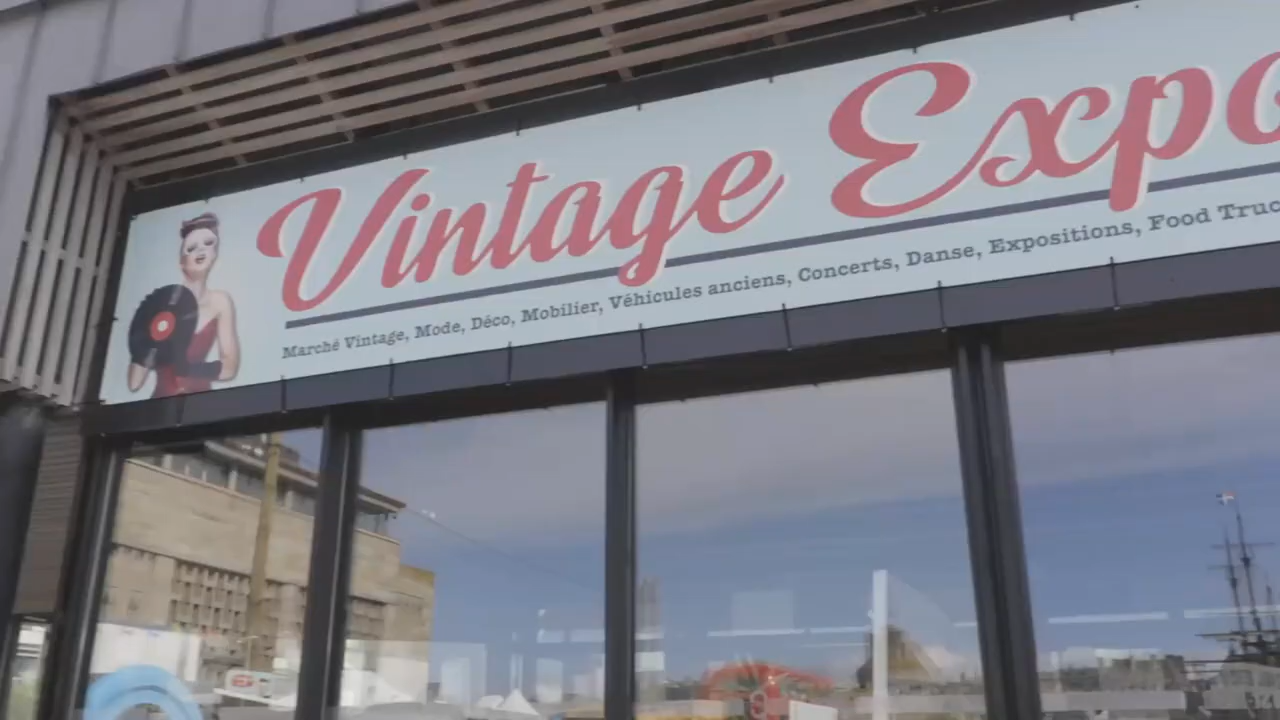 Vintage Expo
Marché Vintage, Mode, Déco, Mobilier, Véhicules anciens, Concerts, Danse, Expositions, Food Truc